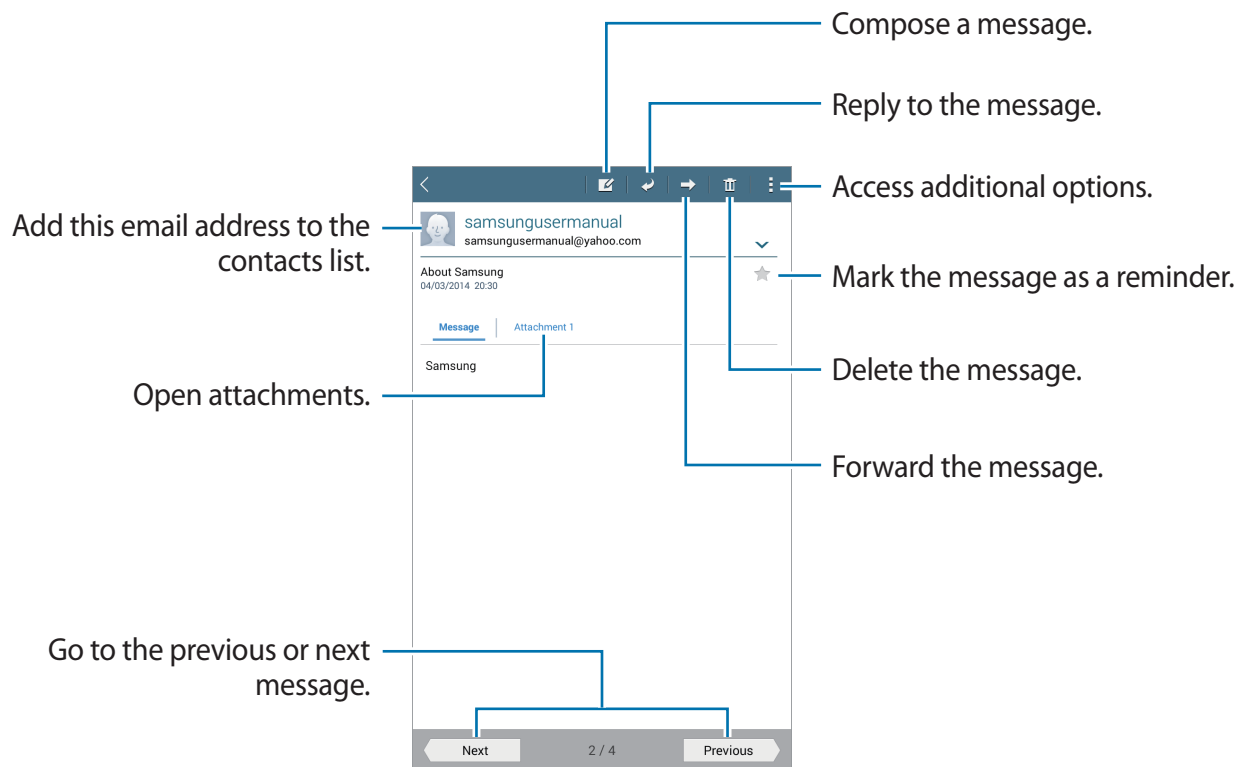 Compose a message.
Reply to the message.
Access additional options.
Add this email address to the
contacts list.
samsungusermanual
samsungusermanual@yahoo.com
About Samsung
04/03/2014 20:30
Mark the message as a reminder.
Message
Attachment 1
Samsung
Delete the message.
Open attachments.
Forward the message.
Go to the previous or next
message.
Next
2 / 4
Previous